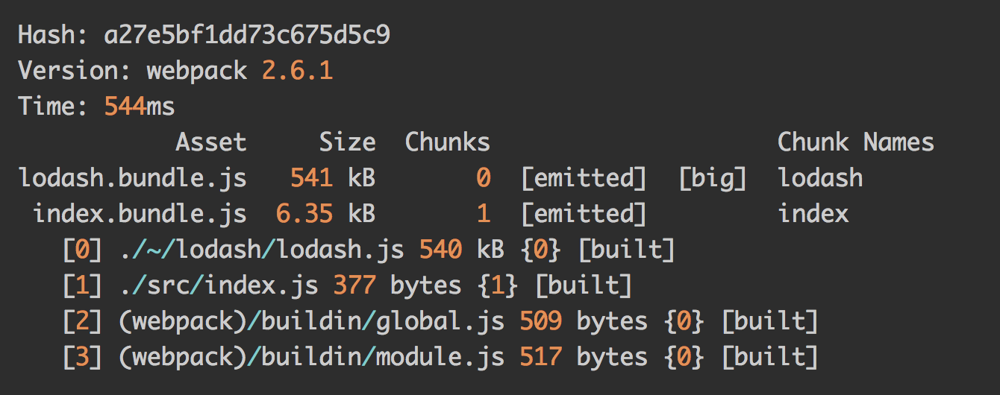 Hash: a27e5bf1dd73c675d5c9
Version: webpack 2.6.1
Time: 544ms
Asset Size Chunks Chunk Names
lodash.bundle.js 541 kB 0 [emitted] [big] lodash
index.bundle.js 6.35 kB 1 [emitted] index
[0] ./~/lodash/lodash.js 540 kB {0} [built]
[1] ./src/index.js 377 bytes {1} [built]
[2] (webpack)/buildin/global.js 509 bytes {0} [built]
[3] (webpack)/buildin/module.js 517 bytes {0} [built]